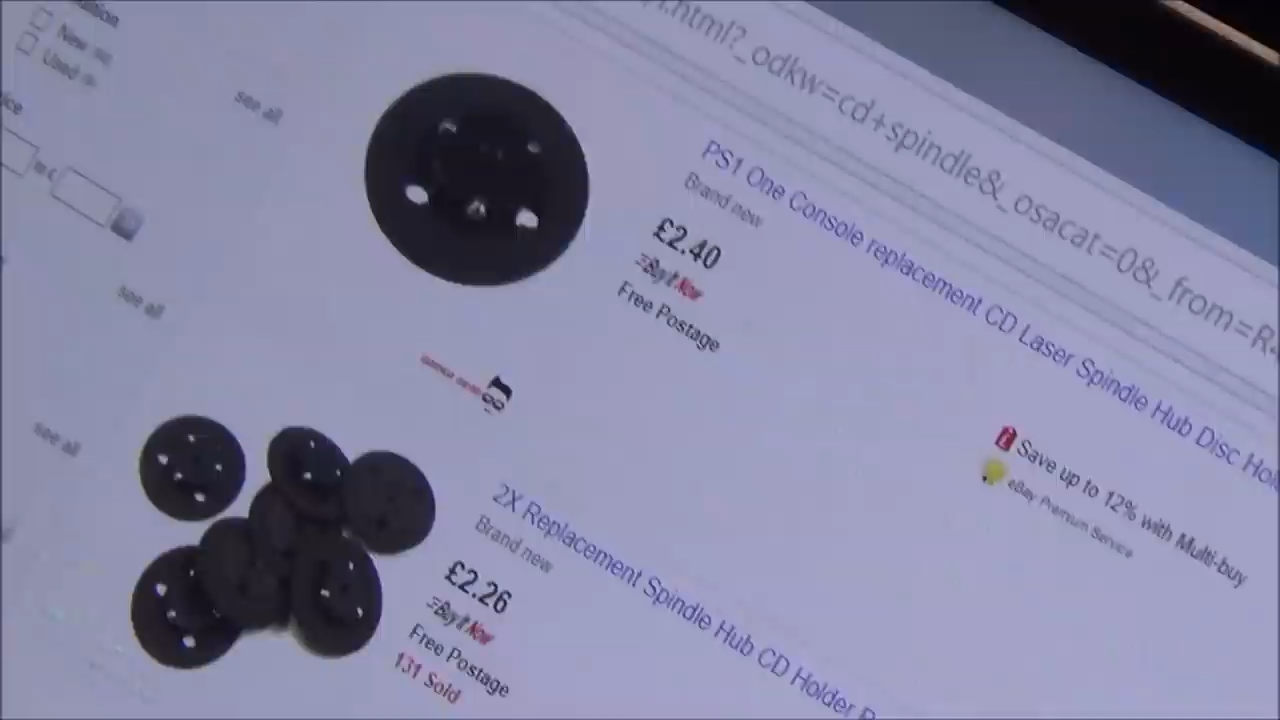 .html?_odkw=cd+spindle&_osacat=0&_from=R4
New
Used
see all
PS1 One Console replacement CD Laser Spindle Hub Disc Hol
Brand new
£2.40
Buy it Now
Free Postage
Save up to 12% with Multi-buy
eBay Premium Service
see all
see all
2X Replacement Spindle Hub CD Holder
Brand new
£2.26
Buy it Now
Free Postage
131 Sold